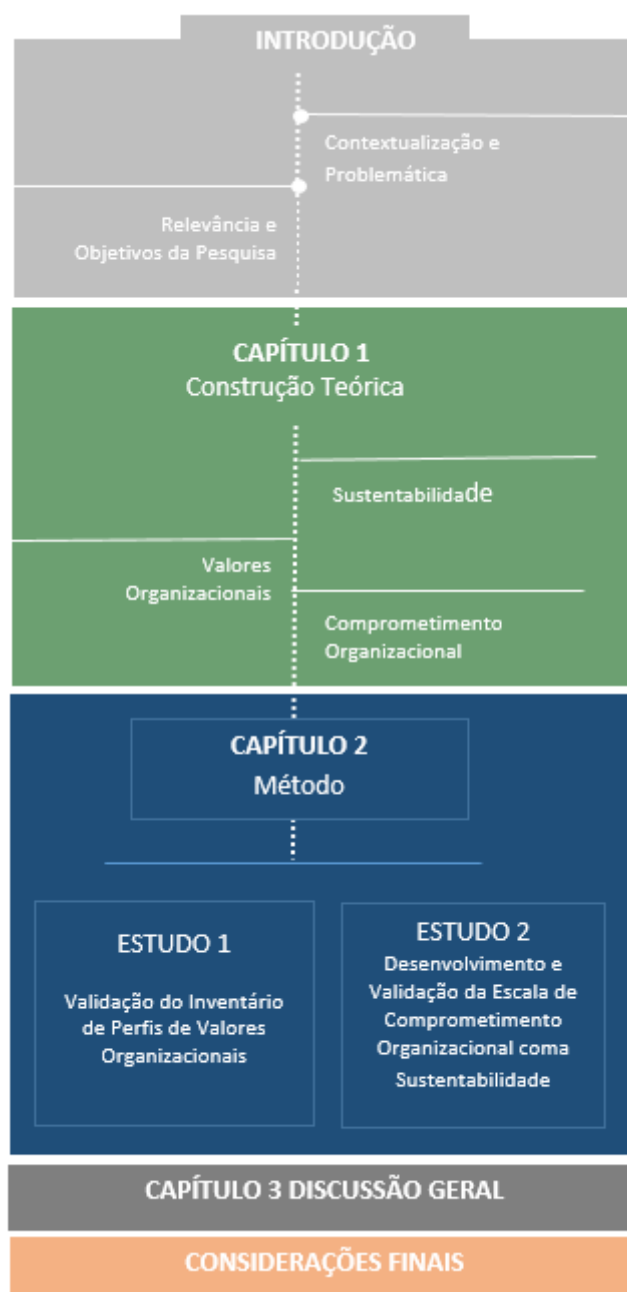 INTRODUÇÃO
Contextualização e
Problemática
Relevância e
Objetivos da Pesquisa
CAPÍTULO 1
Construção Teórica
Sustentabilidade
Valores
Organizacionais
Comprometimento
Organizacional
CAPÍTULO 2
Método
ESTUDO 1
Validação do Inventário
de Perfis de Valores
Organizacionais
ESTUDO 2
Desenvolvimento e
Validação da Escala de
Comprometimento
Organizacional coma
Sustentabilidade
CAPÍTULO 3 DISCUSSÃO GERAL
CONSIDERAÇÕES FINAIS